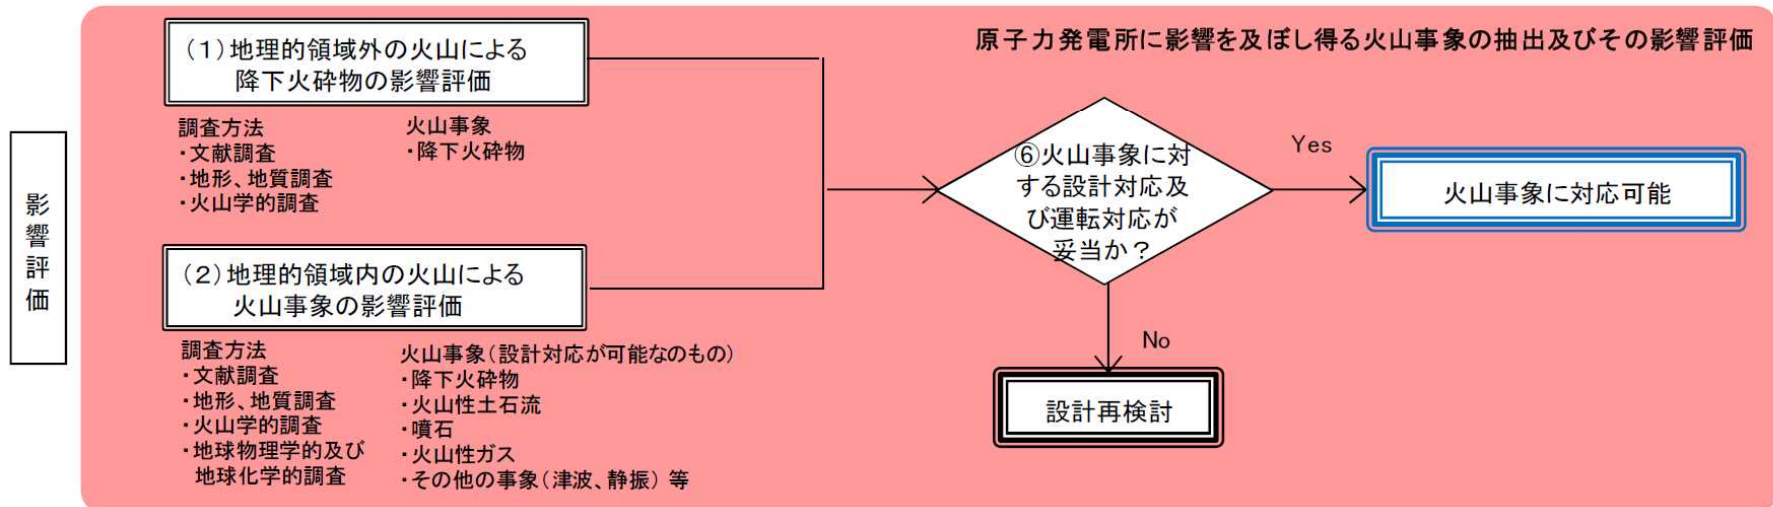 原子力発電所に影響を及ぼし得る火山事象の抽出及びその影響評価
影響評価
(1)地理的領域外の火山による
降下火砕物の影響評価
調査方法
・文献調査
・地形、地質調査
・火山学的調査
火山事象
・降下火砕物
(2)地理的領域内の火山による
火山事象の影響評価
調査方法
・文献調査
・地形、地質調査
・火山学的調査
・地球物理学的及び
地球化学的調査
火山事象(設計対応が可能なのもの)
・降下火砕物
・火山性土石流
・噴石
・火山性ガス
・その他の事象(津波、静振)等
⑥火山事象に対
する設計対応及
び運転対応が
妥当か?
Yes
火山事象に対応可能
No
設計再検討